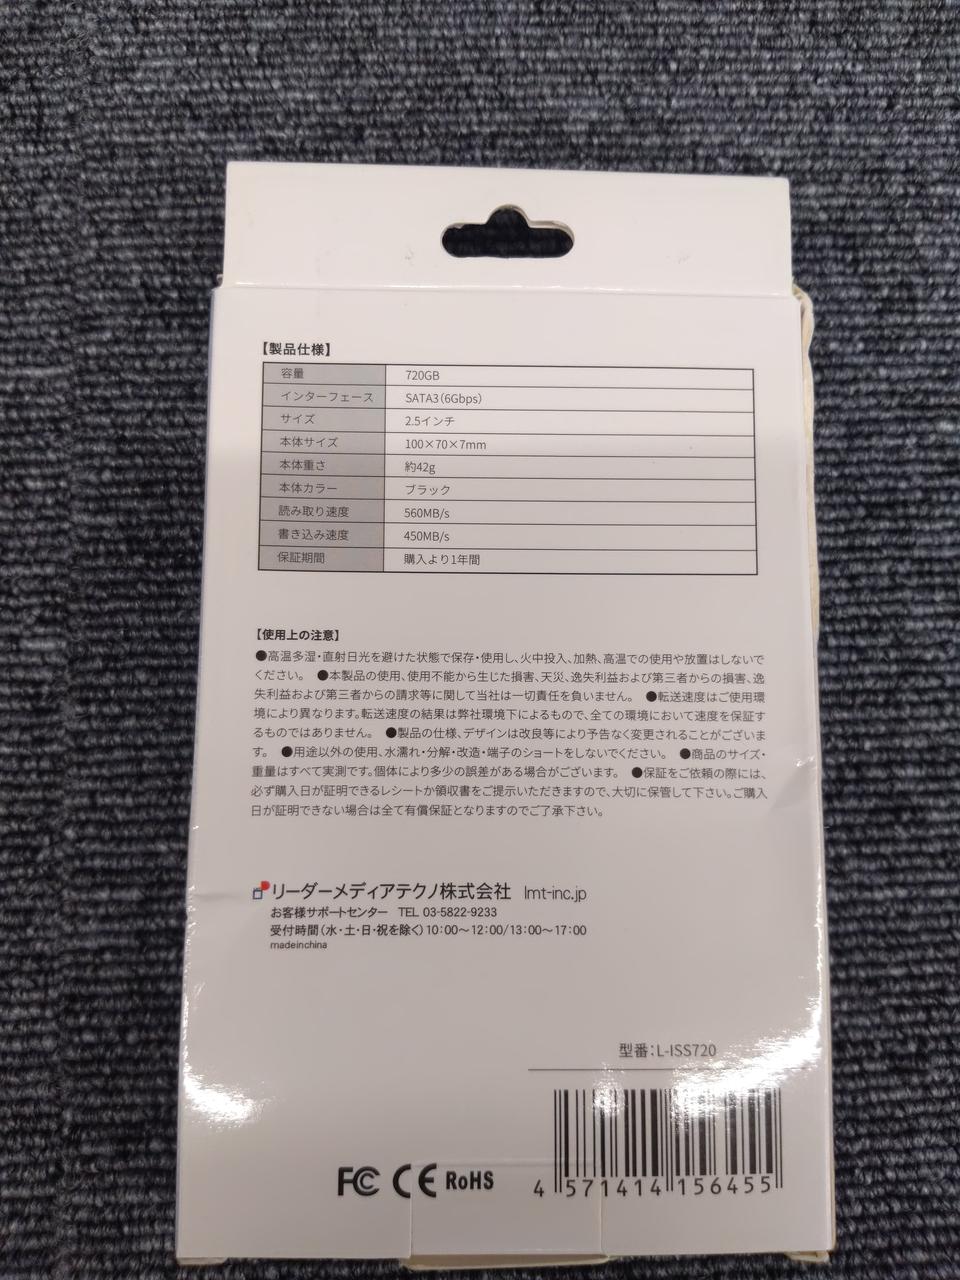 【製品仕様】
容量 720GB
インターフェース SATA3(6Gbps)
サイズ 2.5インチ
本体サイズ 100×70×7mm
本体重さ 約42g
本体カラー ブラック
読み取り速度 560MB/s
書き込み速度 450MB/s
保証期間 購入より1年間
【使用上の注意】
●高温多湿・直射日光を避けた状態で保存・使用し、火中投入、加熱、高温での使用や放置はしないで
ください。 ●本製品の使用、使用不能から生じた損害、天災、逸失利益および第三者からの損害、逸
失利益および第三者からの請求等に関して当社は一切責任を負いません。 ●転送速度はご使用環
境により異なります。転送速度の結果は弊社環境下によるもので、全ての環境において速度を保証す
るものではありません。 ●製品の仕様、デザインは改良等により予告なく変更されることがございま
す。 ●用途以外の使用、水濡れ・分解・改造・端子のショートをしないでください。 ●商品のサイズ・
重量はすべて実測です。個体により多少の誤差がある場合がございます。 ●保証をご依頼の際には、
必ず購入日が証明できるレシートか領収書をご提示いただきますので、大切に保管して下さい。ご購入
日が証明できない場合は全て有償保証となりますのでご了承下さい。
リーダーメディアテクノ株式会社 lmt-inc.jp
お客様サポートセンター TEL 03-5822-9233
受付時間(水・土・日・祝を除く)10:00～12:00/13:00～17:00
madeinchina
型番:L-ISS720
FC CE RoHS
4 571414 156455